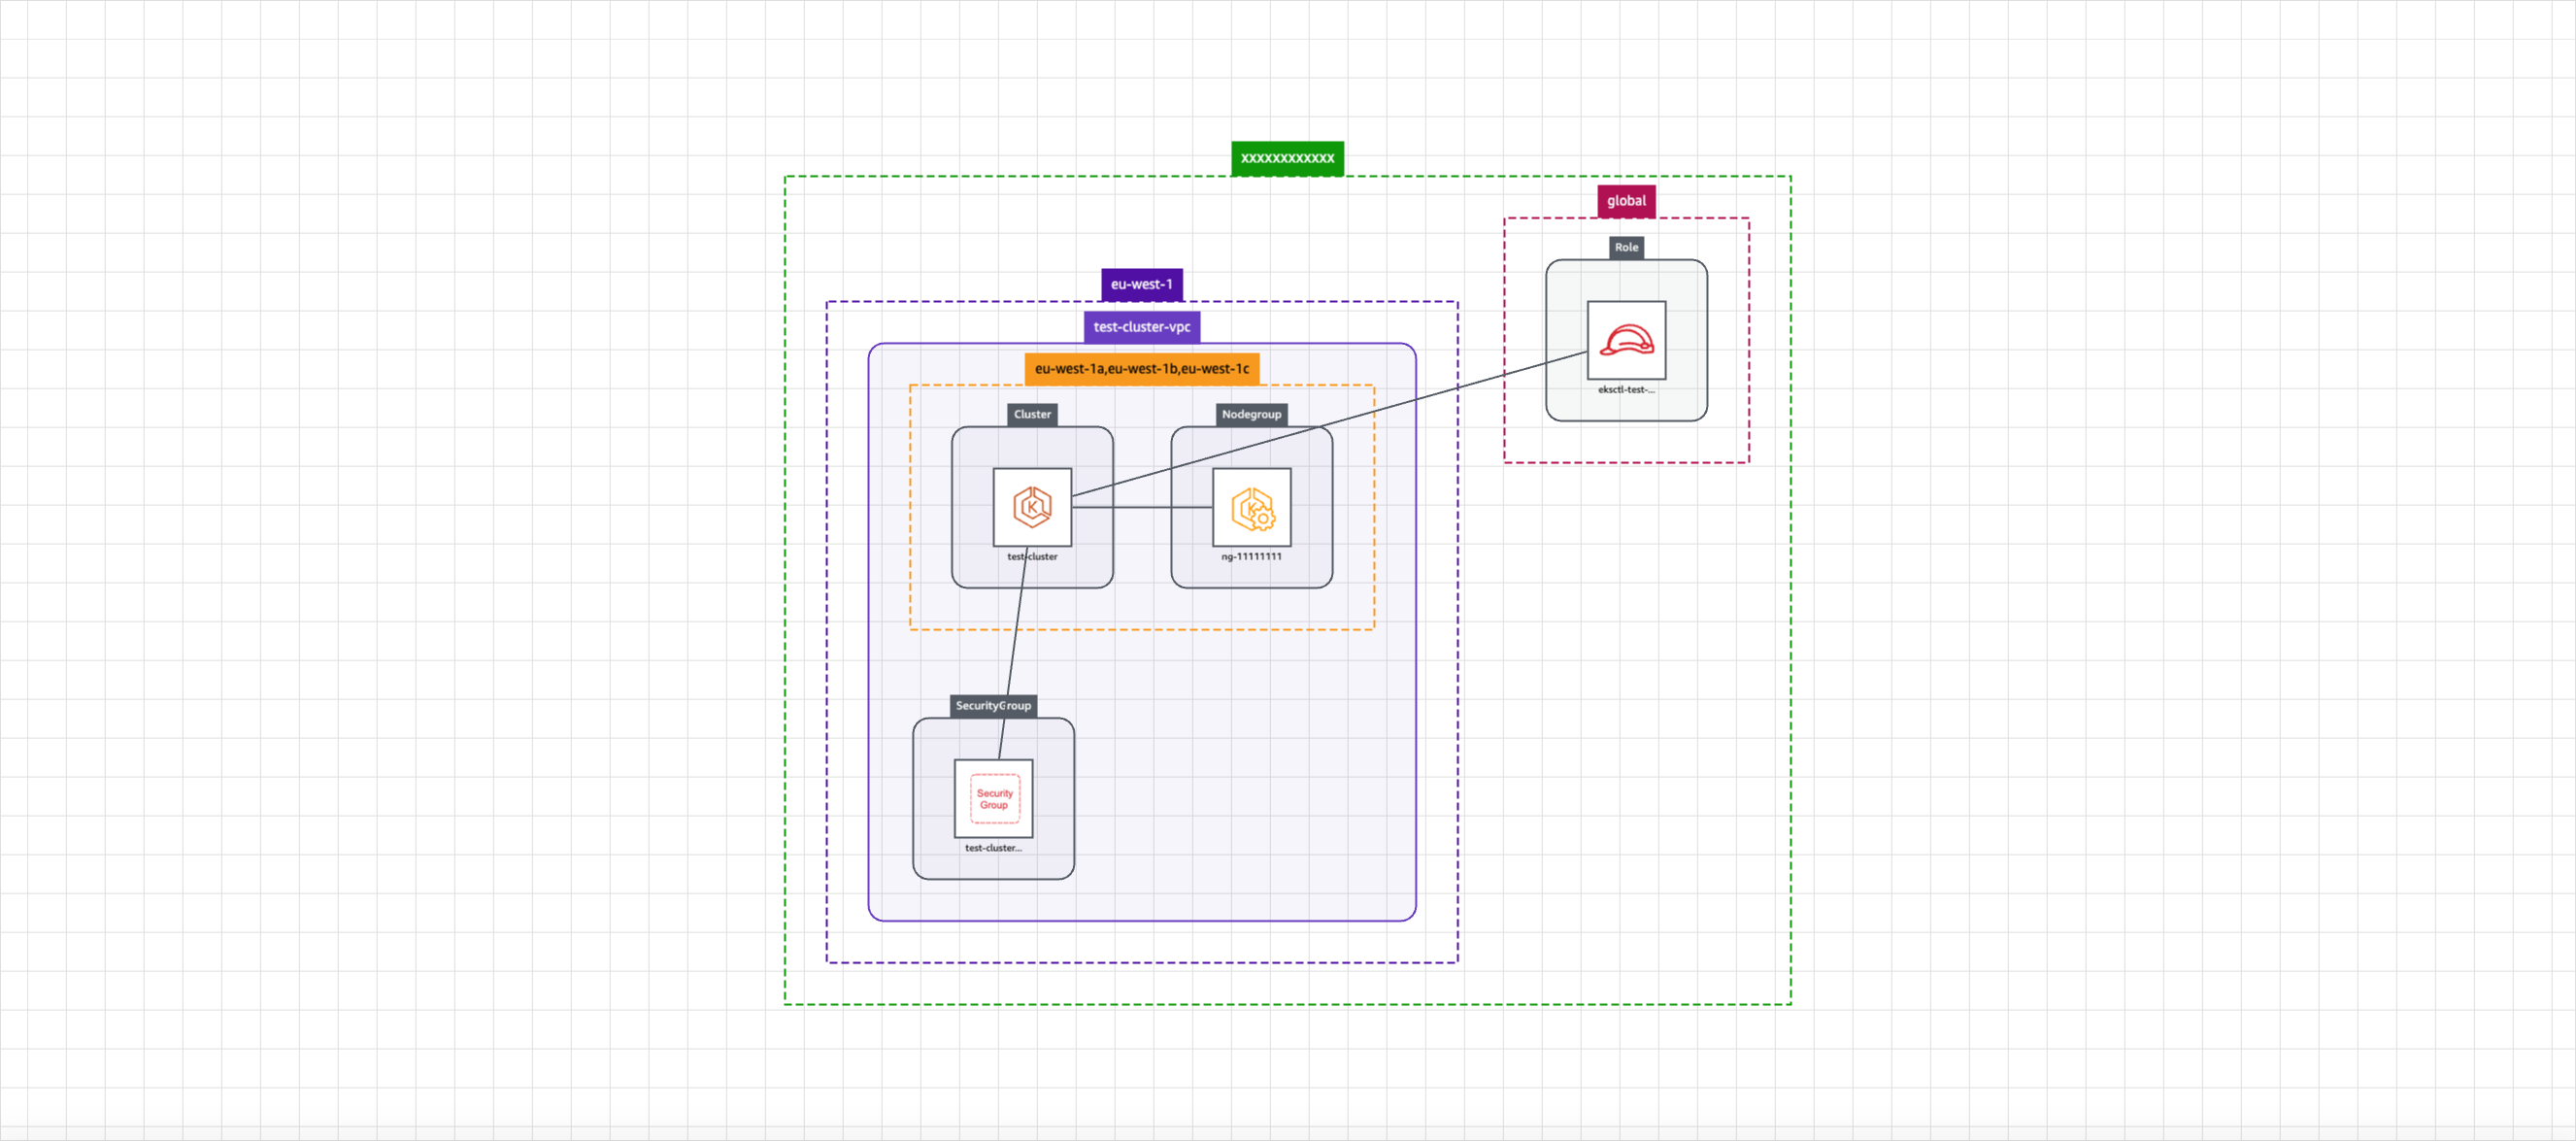 XXXXXXXXXXXX
global
Role
eksctl-test-...
eu-west-1
test-cluster-vpc
eu-west-1a,eu-west-1b,eu-west-1c
Cluster
Nodegroup
K
K
test-cluster
ng-11111111
SecurityGroup
Security
Group
test-cluster...